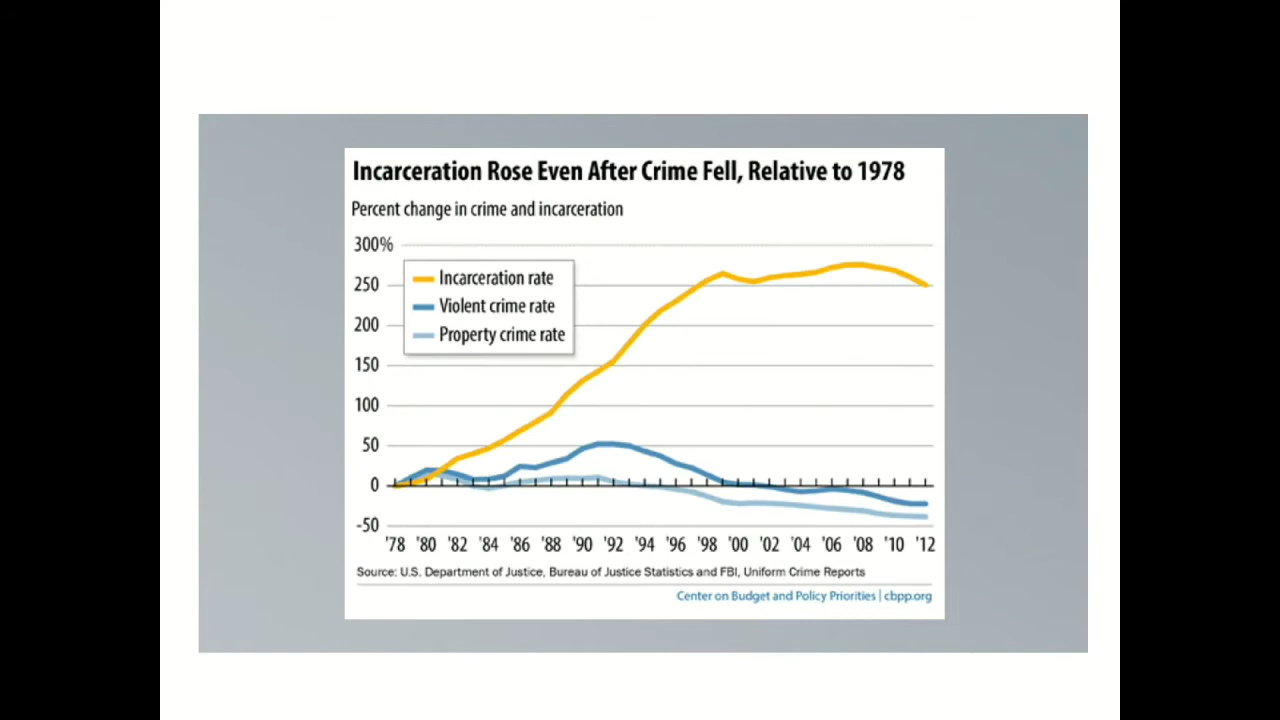 Incarceration Rose Even After Crime Fell, Relative to 1978
Percent change in crime and incarceration
300%
250
200
150
100
50
0
-50
Incarceration rate
Violent crime rate
Property crime rate
'78 '80 '82 '84 '86 '88 '90 '92 '94 '96 '98 '00 '02 '04 '06 '08 '10 '12
Source: U.S. Department of Justice, Bureau of Justice Statistics and FBI, Uniform Crime Reports
Center on Budget and Policy Priorities | cbpp.org